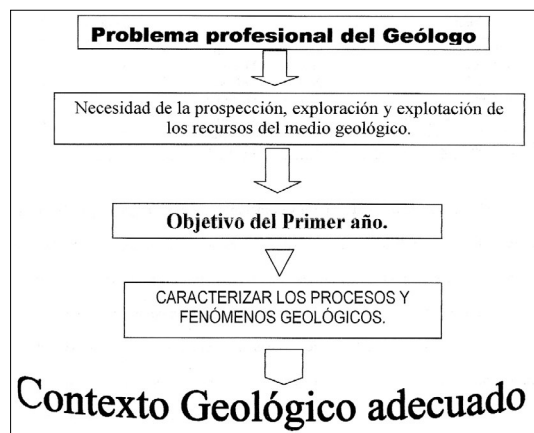 Problema profesional del Geólogo
Necesidad de la prospección, exploración y explotación de
los recursos del medio geológico.
Objetivo del Primer año.
CARACTERIZAR LOS PROCESOS Y
FENÓMENOS GEOLÓGICOS.
Contexto Geológico adecuado